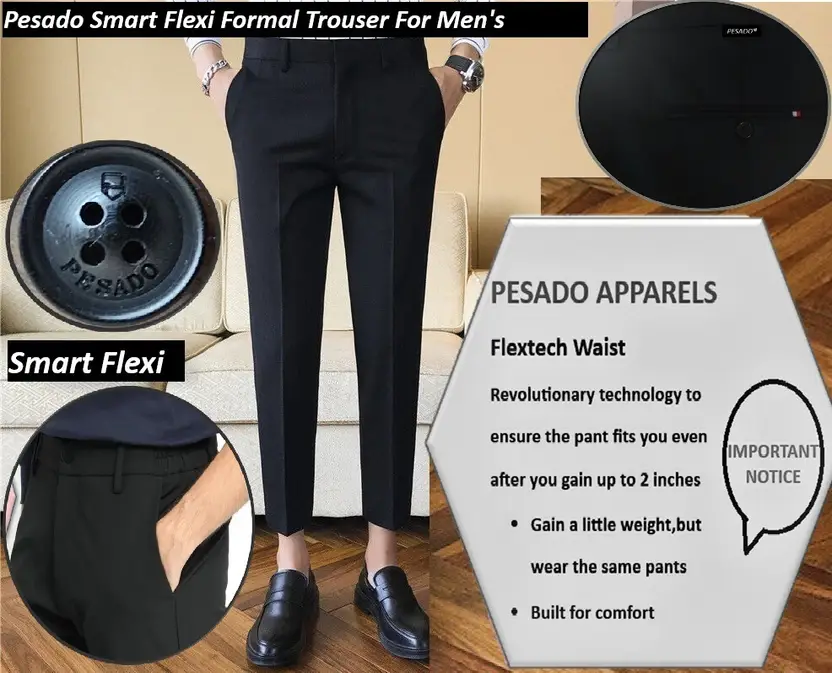 Pesado Smart Flexi Formal Trouser For Men's
PESADO
PESADO
Smart Flexi
PESADO APPARELS
Flextech Waist
Revolutionary technology to
ensure the pant fits you even
after you gain up to 2 inches
• Gain a little weight,but
wear the same pants
• Built for comfort
IMPORTANT
NOTICE